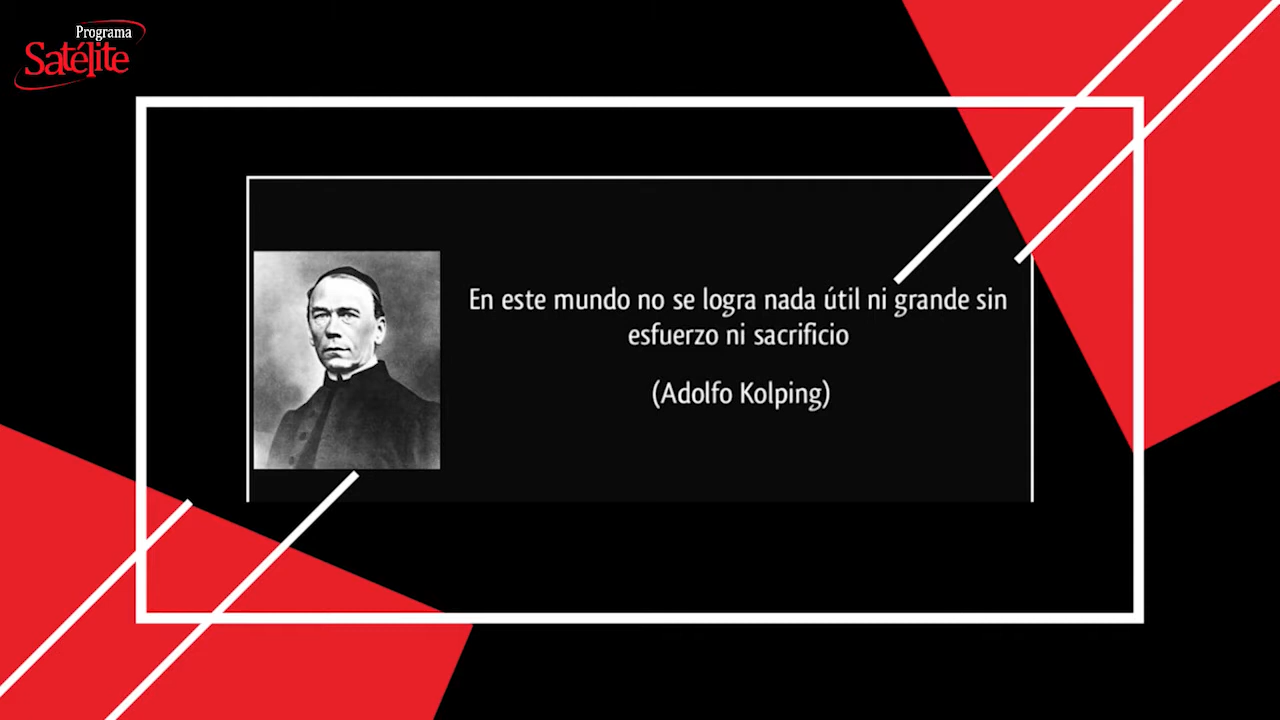 Programa
Satélite
En este mundo no se logra nada útil ni grande sin
esfuerzo ni sacrificio
(Adolfo Kolping)